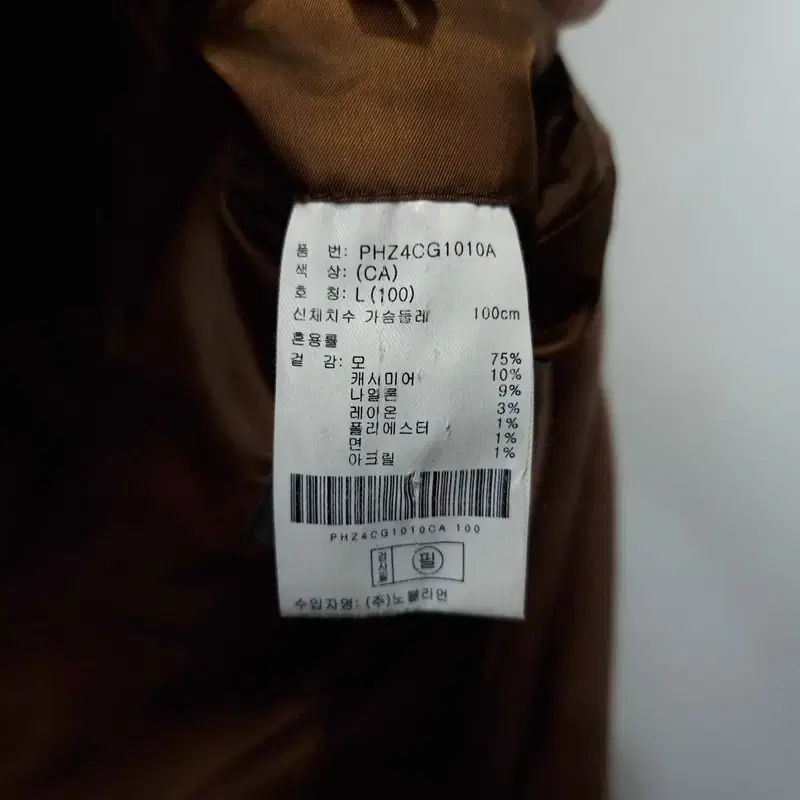 품 번: PHZ4CG1010A
색 상: (CA)
호 칭: L(100)
신체치수 가슴둘레 100cm
혼용률
겉 감: 모 75%
캐시미어 10%
나일론 9%
레이온 3%
폴리에스터 1%
면 1%
아크릴 1%
PHZ4CG1010CA 100
검사필 필
수입자명: (주)노블리언